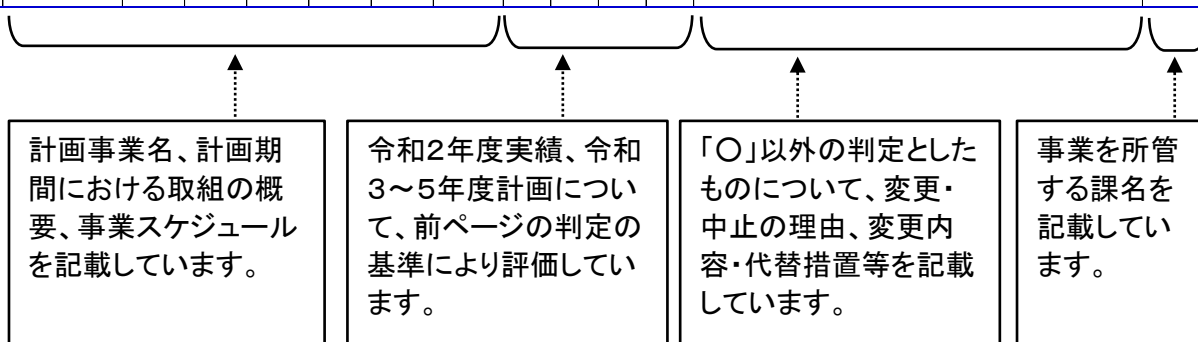 計画事業名、計画期
間における取組の概
要、事業スケジュール
を記載しています。
令和２年度実績、令和
３～５年度計画につい
て、前ページの判定の
基準により評価してい
ます。
「〇」以外の判定とした
ものについて、変更・
中止の理由、変更内
容・代替措置等を記載
しています。
事業を所管
する課名を
記載してい
ます。